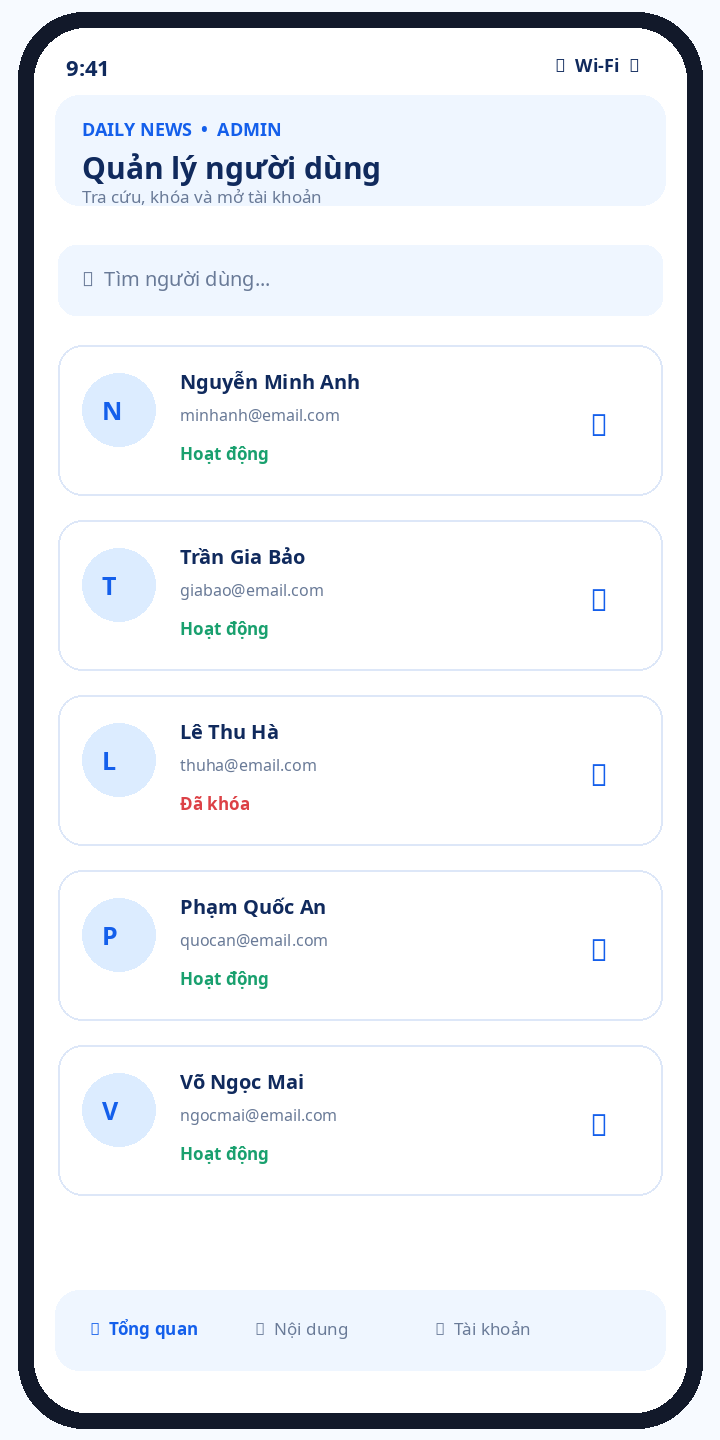 9:41
Wi-Fi
DAILY NEWS • ADMIN
Quản lý người dùng
Tra cứu, khóa và mở tài khoản
Tìm người dùng...
N
Nguyễn Minh Anh
minhanh@email.com
Hoạt động
T
Trần Gia Bảo
giabao@email.com
Hoạt động
L
Lê Thu Hà
thuha@email.com
Đã khóa
P
Phạm Quốc An
quocan@email.com
Hoạt động
V
Võ Ngọc Mai
ngocmai@email.com
Hoạt động
Tổng quan Nội dung Tài khoản